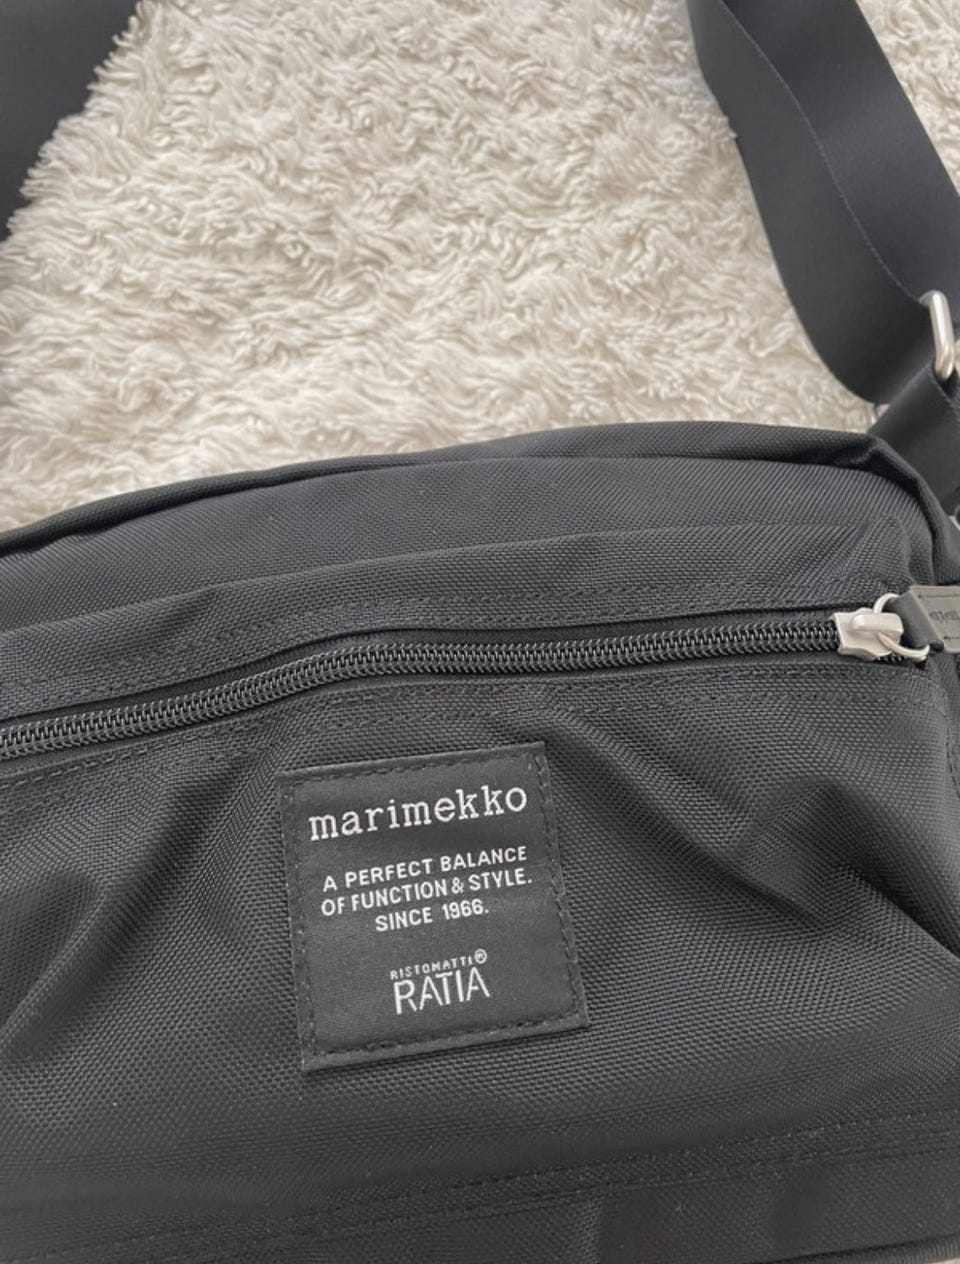 marimekko
A PERFECT BALANCE
OF FUNCTION & STYLE.
SINCE 1966.
RISTOMATTI®
RATIA